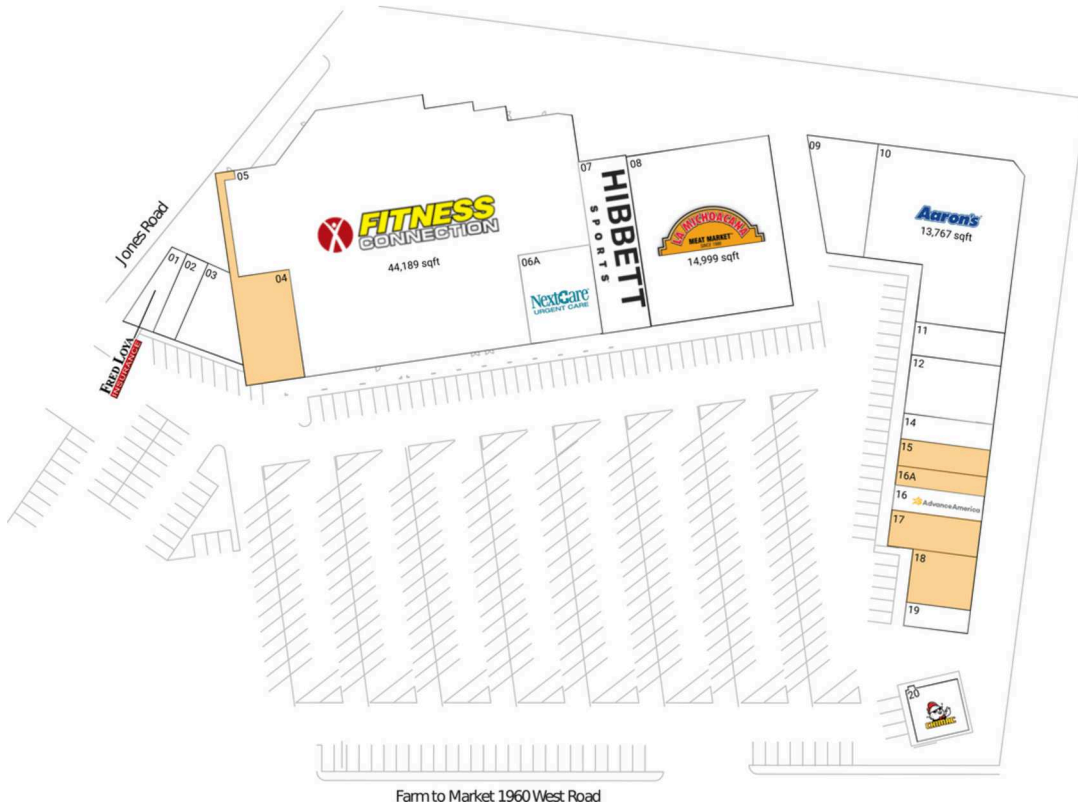 Jones Road
01
02
03
FRED LOYA
INSURANCE
05
04
FITNESS
CONNECTION
44,189 sqft
06A
NextCare
URGENT CARE
07
HIBBETT
SPORTS
08
LA MICHOACANA
MEAT MARKET
14,999 sqft
09
10
Aaron's
13,767 sqft
11
12
14
15
16A
16
AdvanceAmerica
17
18
19
20
Farm to Market 1960 West Road